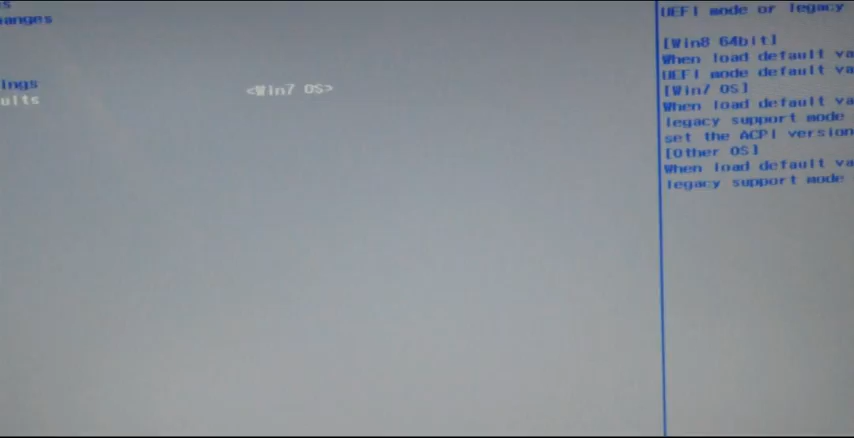 s
anges
ings
ults
<Win7 OS>
UEFI mode or legacy
[Win8 64bit]
When load default va
UEFI mode default va
[Win7 OS]
When load default va
legacy support mode
set the ACPI version
[Other OS]
When load default va
legacy support mode